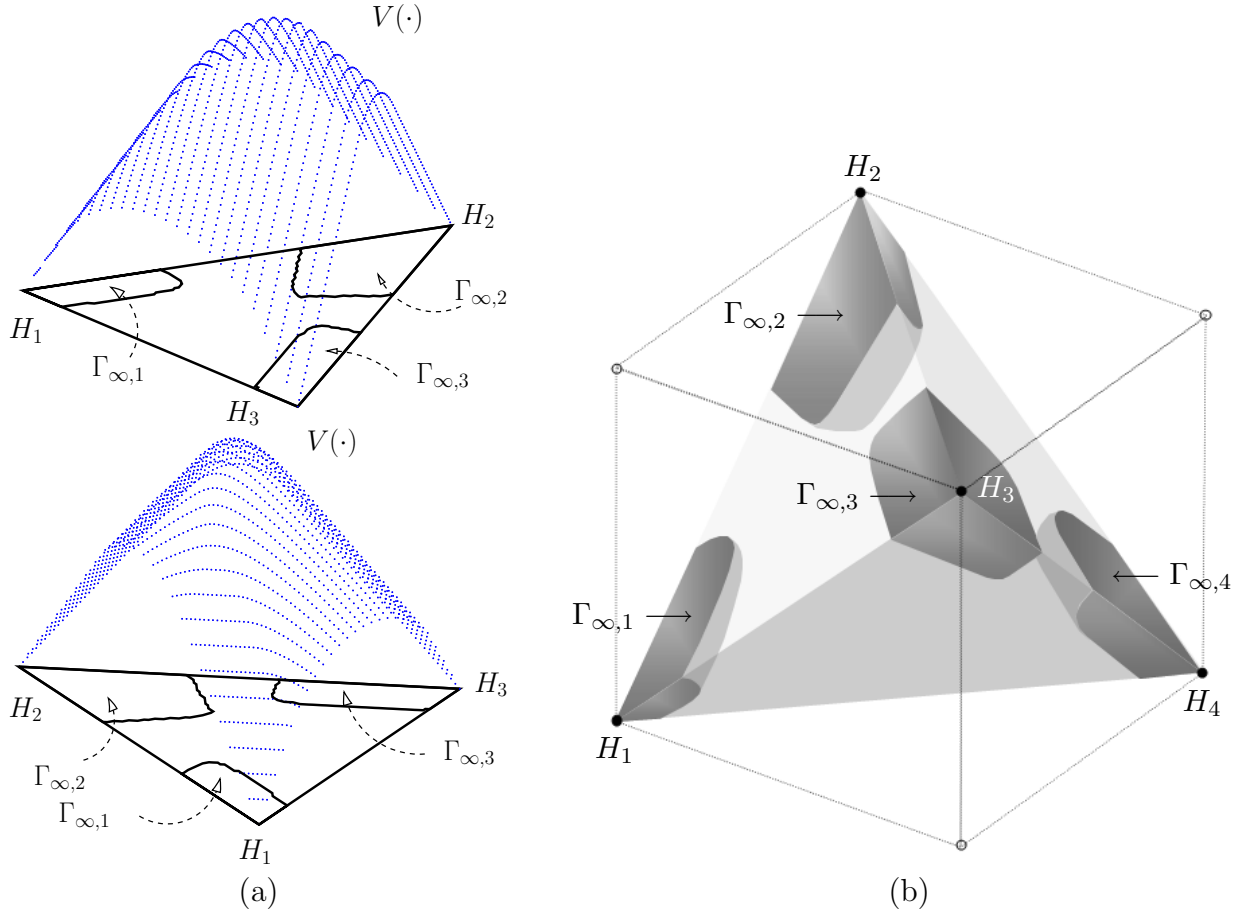 V(·)
H₂
Γ∞,2
H₁
Γ∞,1
Γ∞,3
H₃
V(·)
H₃
H₂
Γ∞,3
Γ∞,2
Γ∞,1
H₁
(a)
H₂
Γ∞,2
Γ∞,3
H₃
Γ∞,4
Γ∞,1
H₄
H₁
(b)